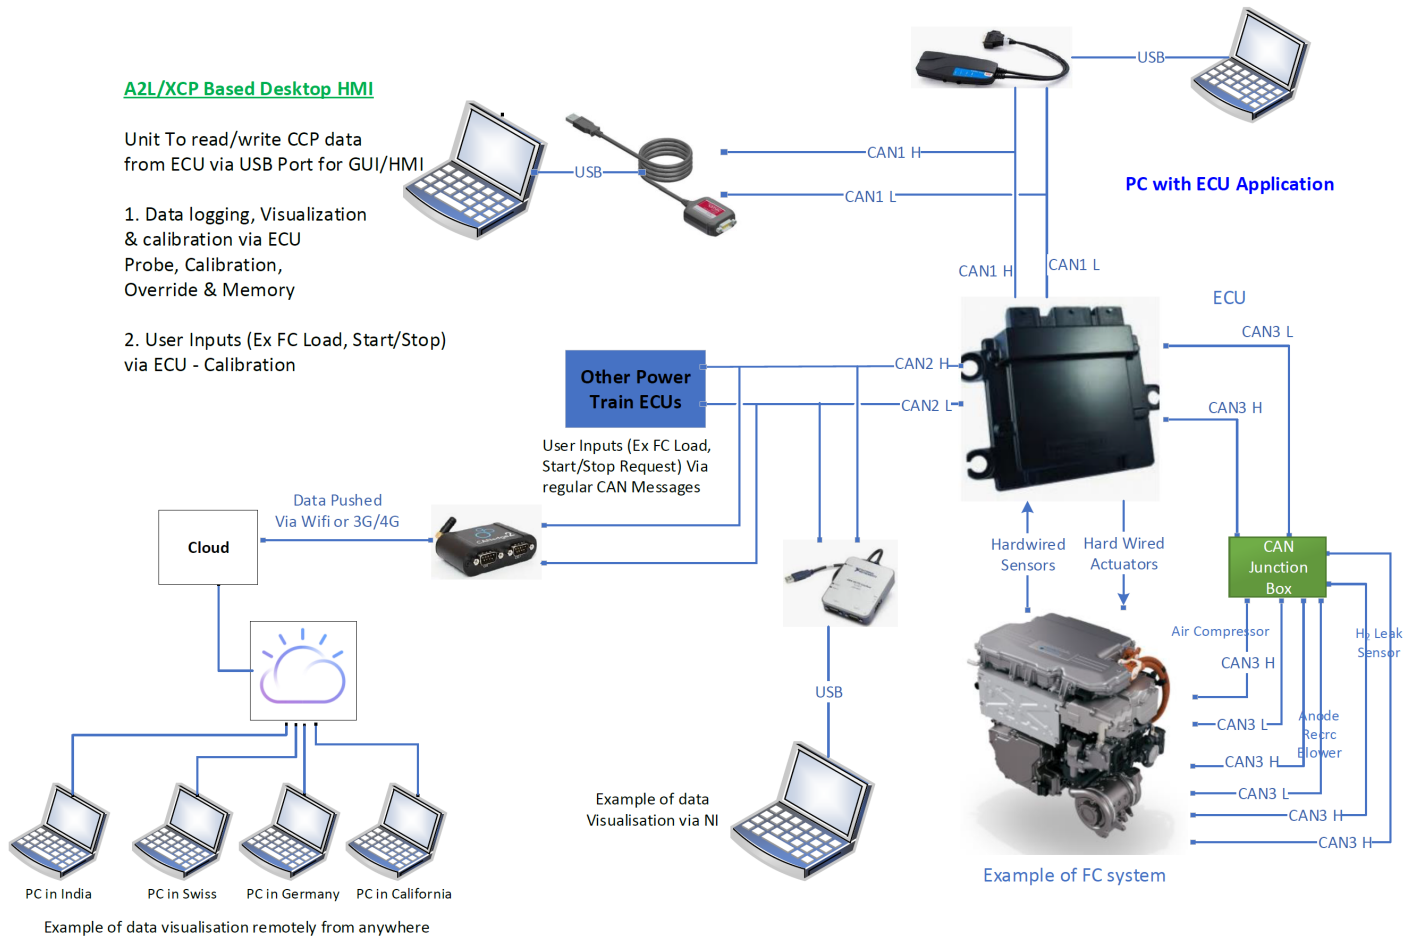 A2L/XCP Based Desktop HMI
Unit To read/write CCP data
from ECU via USB Port for GUI/HMI
1. Data logging, Visualization
& calibration via ECU
Probe, Calibration,
Override & Memory
2. User Inputs (Ex FC Load, Start/Stop)
via ECU - Calibration
USB
USB
PC with ECU Application
CAN1 H
CAN1 L
CAN1 H
CAN1 L
ECU
CAN3 L
CAN3 H
CAN2 H
CAN2 L
Other Power
Train ECUs
User Inputs (Ex FC Load,
Start/Stop Request) Via
regular CAN Messages
Data Pushed
Via Wifi or 3G/4G
Cloud
Hardwired
Sensors
Hard Wired
Actuators
CAN
Junction
Box
Air Compressor
H2 Leak
Sensor
CAN3 H
CAN3 L
Anode
Recrc
Blower
CAN3 H
CAN3 L
CAN3 H
CAN3 H
USB
Example of data
Visualisation via NI
Example of FC system
PC in India
PC in Swiss
PC in Germany
PC in California
Example of data visualisation remotely from anywhere